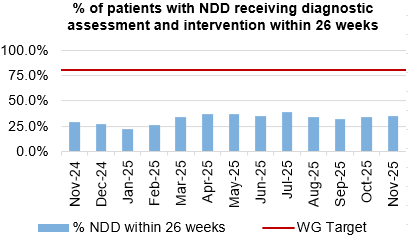 % of patients with NDD receiving diagnostic
assessment and intervention within 26 weeks
100.0%
75.0%
50.0%
25.0%
0.0%
Nov-24
Dec-24
Jan-25
Feb-25
Mar-25
Apr-25
May-25
Jun-25
Jul-25
Aug-25
Sep-25
Oct-25
Nov-25
% NDD within 26 weeks
WG Target